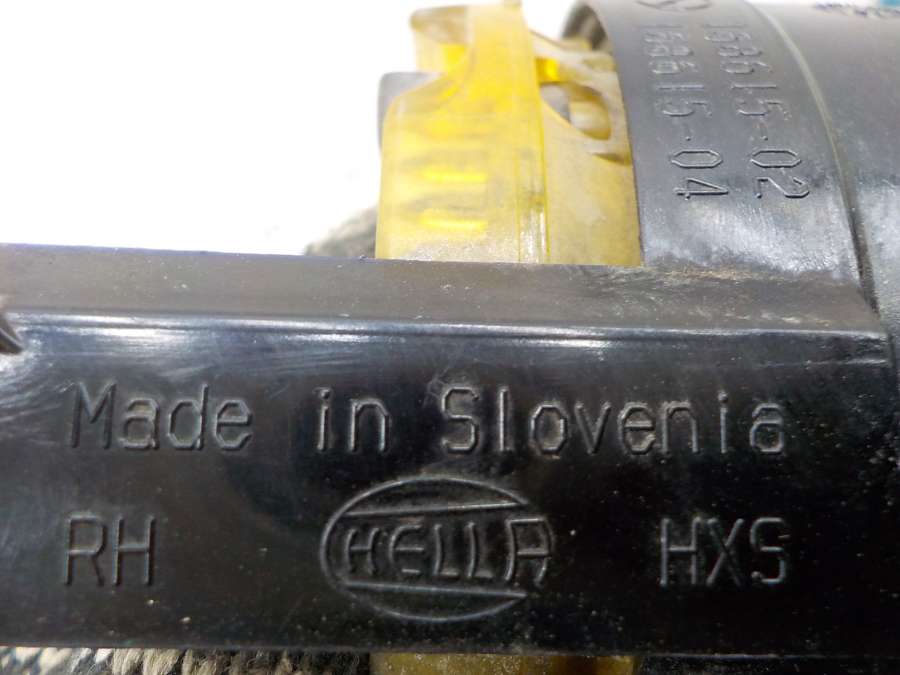 168615-02
168615-04
Made in Slovenia
RH HELLA HXS